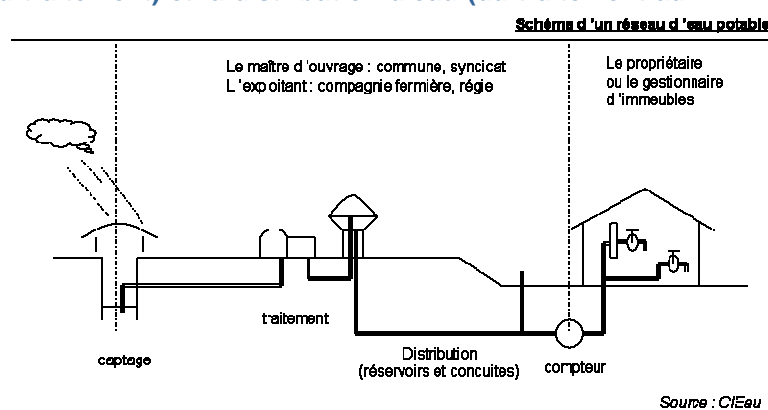 Schéma d'un réseau d'eau potable
Le maître d'ouvrage : commune, syndicat
L'expoitant : compagnie fermière, régie
Le propriétaire
ou le gestionnaire
d'immeubles
traitement
captage
Distribution
(réservoirs et concuites)
compteur
Source : CIEau